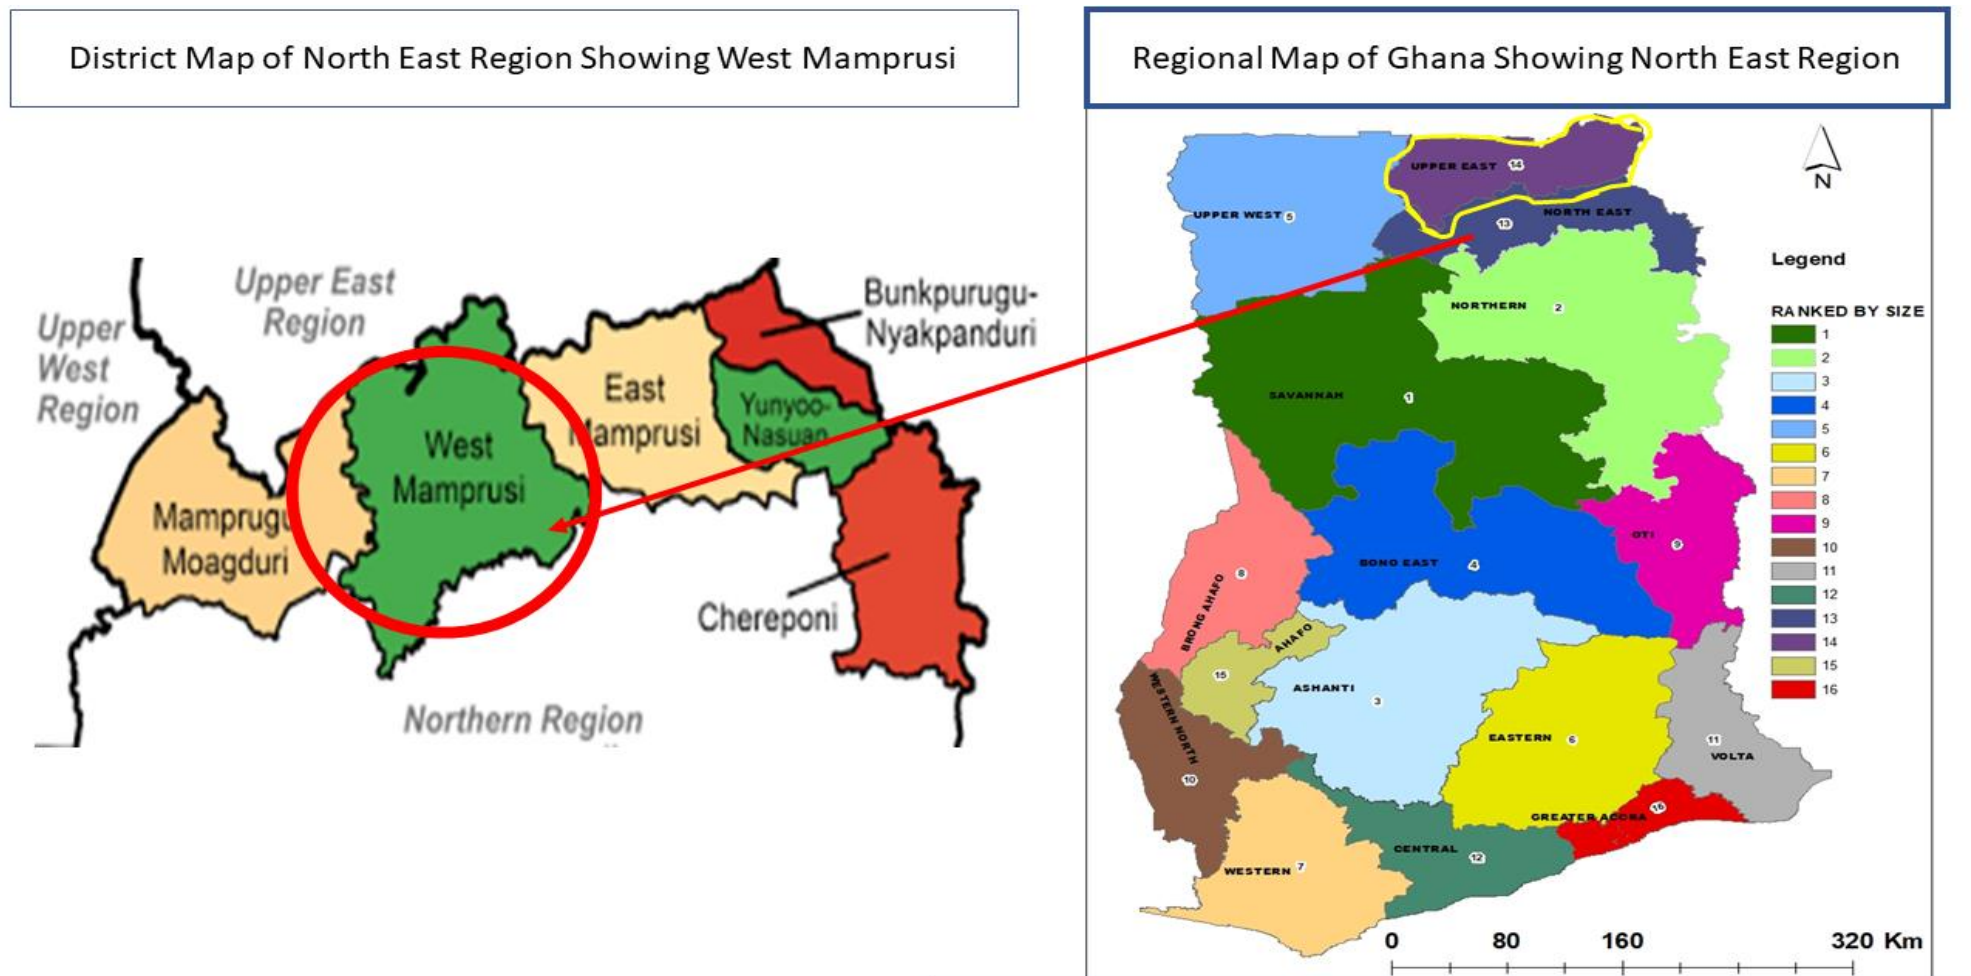 District Map of North East Region Showing West Mamprusi
Regional Map of Ghana Showing North East Region
Upper East
Region
Upper
West
Region
Bunkpurugu-
Nyakpanduri
East
Mamprusi
Yunyoo-
Nasuan
West
Mamprusi
Mamprugu
Moagduri
Chereponi
Northern Region
N
UPPER EAST 14
UPPER WEST 5
NORTH EAST
13
NORTHERN 2
SAVANNAH 1
OTI 9
BONO EAST 4
8
BRONG AHAFO
AHAFO
15
ASHANTI
3
WESTERN NORTH
10
EASTERN 6
11
VOLTA
16
GREATER ACCRA
CENTRAL 12
WESTERN 7
Legend
RANKED BY SIZE
1
2
3
4
5
6
7
8
9
10
11
12
13
14
15
16
0 80 160 320 Km